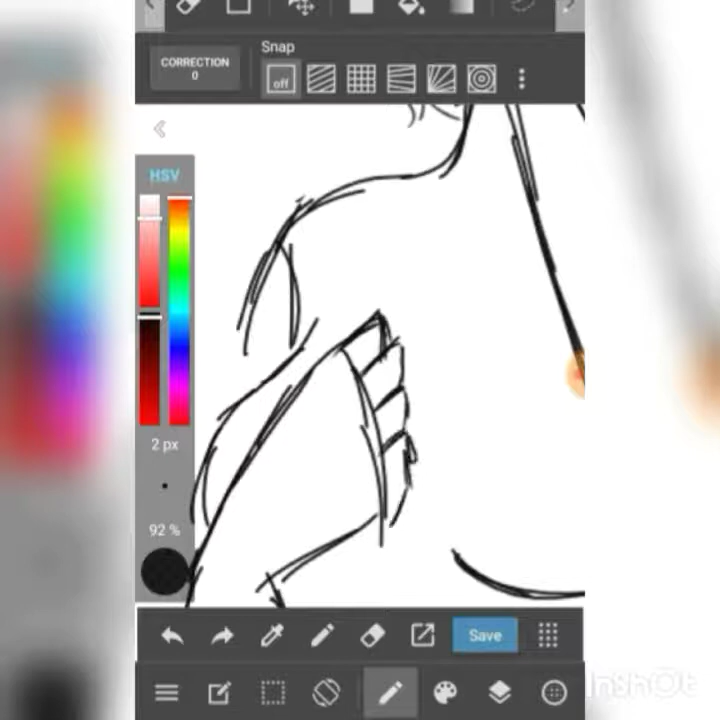 Snap
CORRECTION
0
off
HSV
2 px
92 %
Save
InshOt